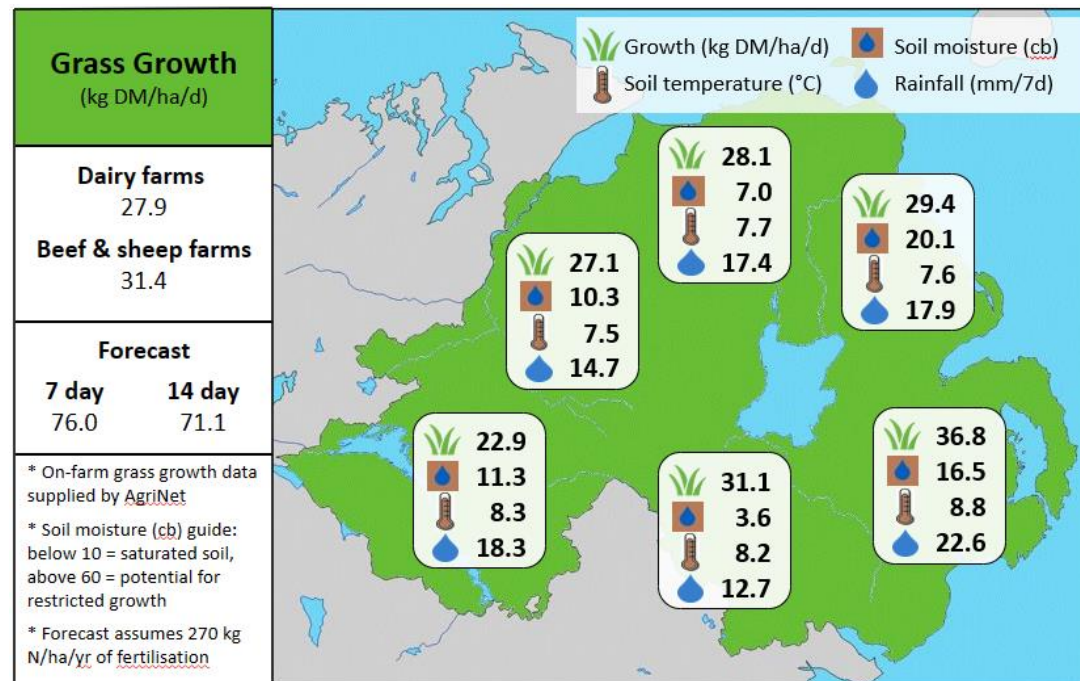 Grass Growth
(kg DM/ha/d)
Dairy farms
27.9
Beef & sheep farms
31.4
Forecast
7 day 14 day
76.0 71.1
* On-farm grass growth data
supplied by AgriNet
* Soil moisture (cb) guide:
below 10 = saturated soil,
above 60 = potential for
restricted growth
* Forecast assumes 270 kg
N/ha/yr of fertilisation
Growth (kg DM/ha/d) Soil moisture (cb)
Soil temperature (°C) Rainfall (mm/7d)
28.1
7.0
7.7
17.4
29.4
20.1
7.6
17.9
27.1
10.3
7.5
14.7
22.9
11.3
8.3
18.3
31.1
3.6
8.2
12.7
36.8
16.5
8.8
22.6